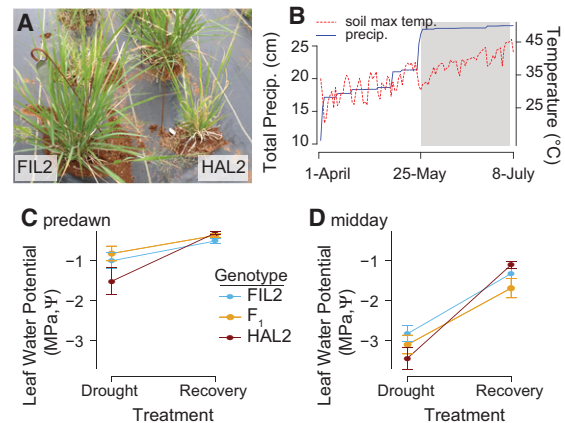 A
FIL2
HAL2
B
soil max temp.
precip.
Total Precip. (cm)
25
20
15
10
45
35
25
Temperature (°C)
1-April
25-May
8-July
C predawn
Leaf Water Potential
(MPa,Ψ)
−1
−2
−3
Drought
Recovery
Treatment
Genotype
FIL2
F1
HAL2
D midday
Leaf Water Potential
(MPa,Ψ)
−1
−2
−3
Drought
Recovery
Treatment